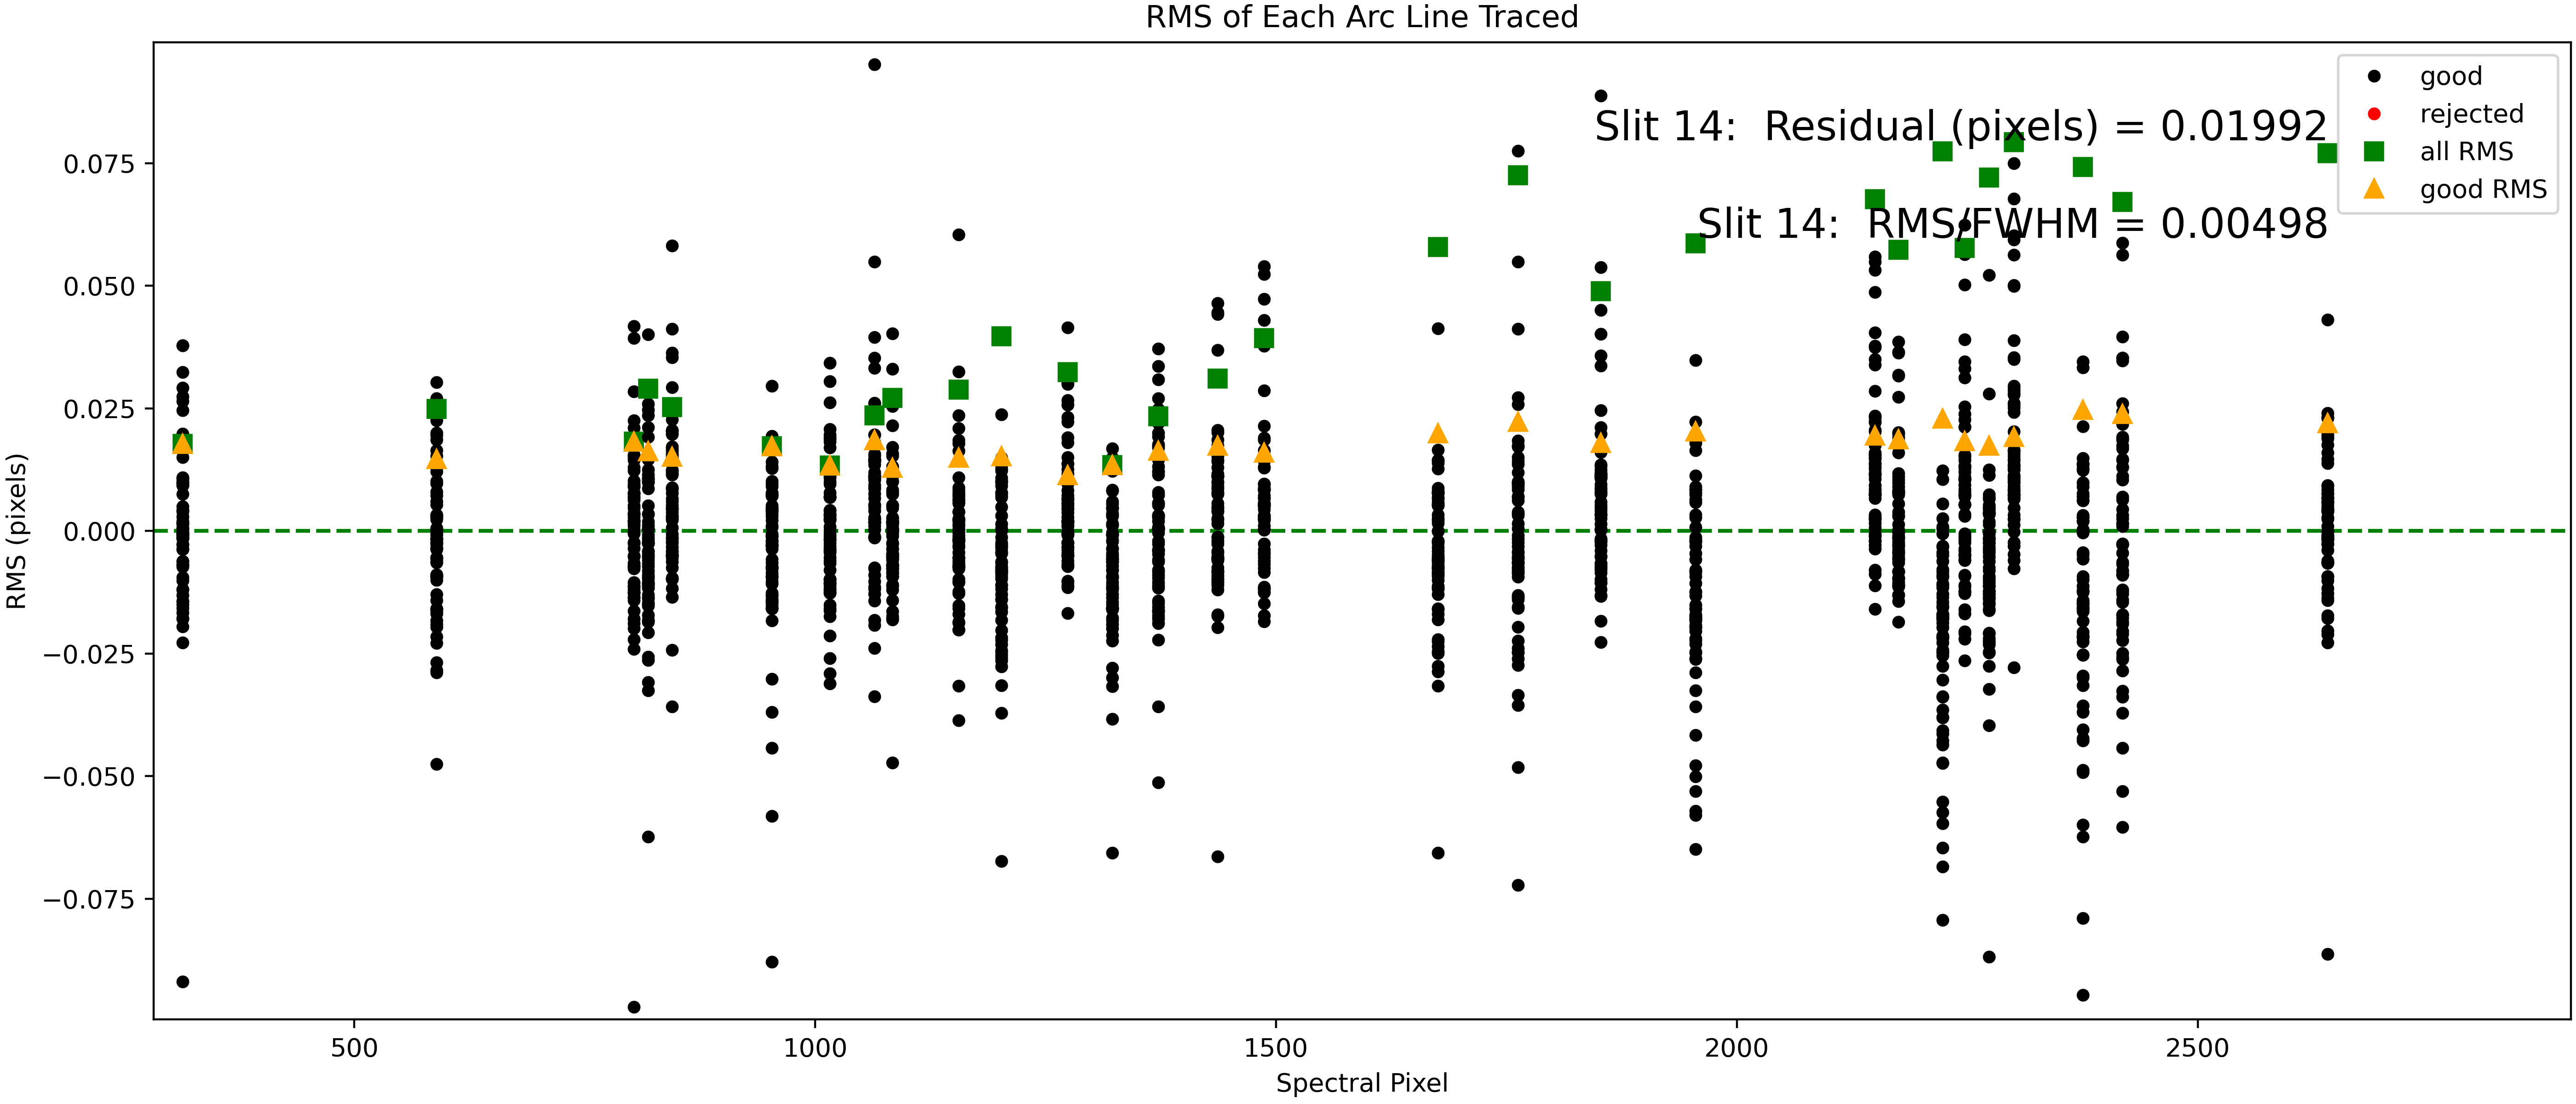 RMS of Each Arc Line Traced
good
rejected
all RMS
good RMS
Slit 14:  Residual (pixels) = 0.01992
Slit 14:  RMS/FWHM = 0.00498
RMS (pixels)
0.075
0.050
0.025
0.000
−0.025
−0.050
−0.075
500
1000
1500
2000
2500
Spectral Pixel